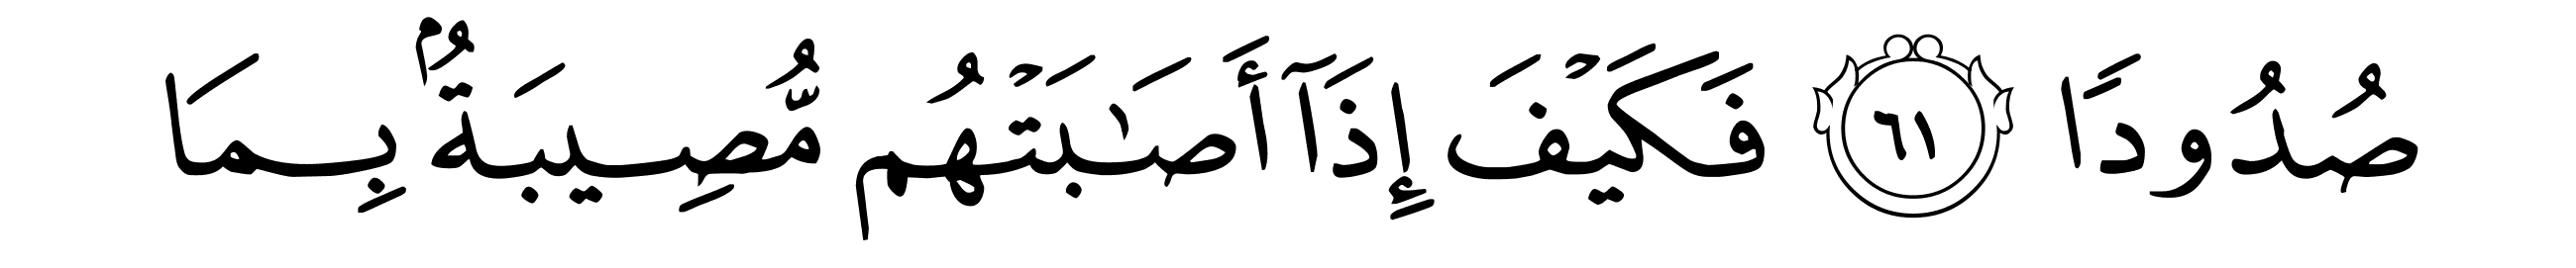 صُدُودًا ٦١ فَكَيۡفَ إِذَآ أَصَٰبَتۡهُم مُّصِيبَةُۢ بِمَا